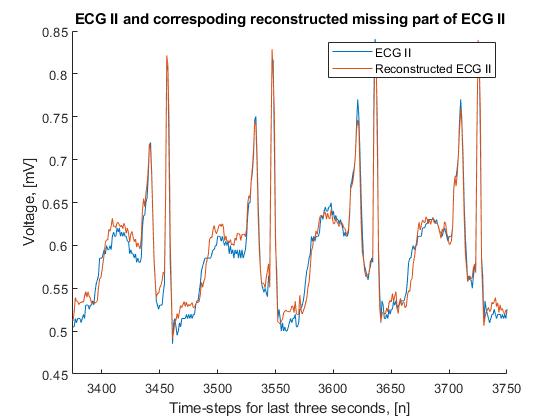 ECG II and correspoding reconstructed missing part of ECG II
ECG II
Reconstructed ECG II
0.85
0.8
0.75
0.7
0.65
0.6
0.55
0.5
0.45
Voltage, [mV]
3400 3450 3500 3550 3600 3650 3700 3750
Time-steps for last three seconds, [n]